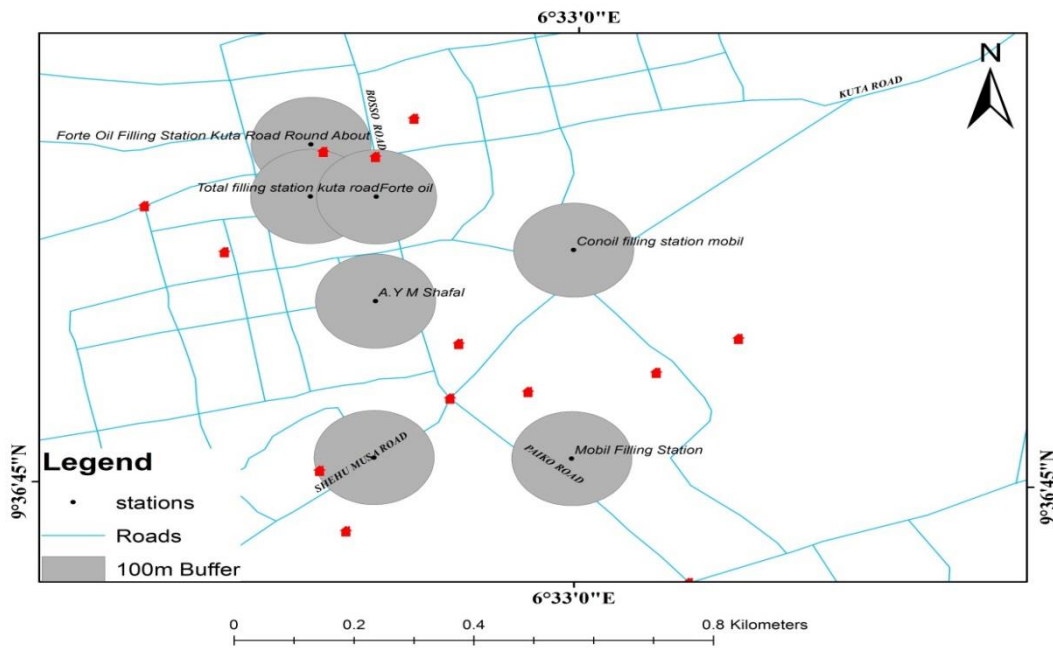 6°33'0"E
N
KUTA ROAD
BOSSO ROAD
Forte Oil Filling Station Kuta Road Round About
Total filling station kuta road
Forte oil
Conoil filling station mobil
A.Y M Shafal
SHEHU MUSA ROAD
PAIKO ROAD
Mobil Filling Station
9°36'45"N
9°36'45"N
Legend
stations
Roads
100m Buffer
6°33'0"E
0 0.2 0.4 0.8 Kilometers